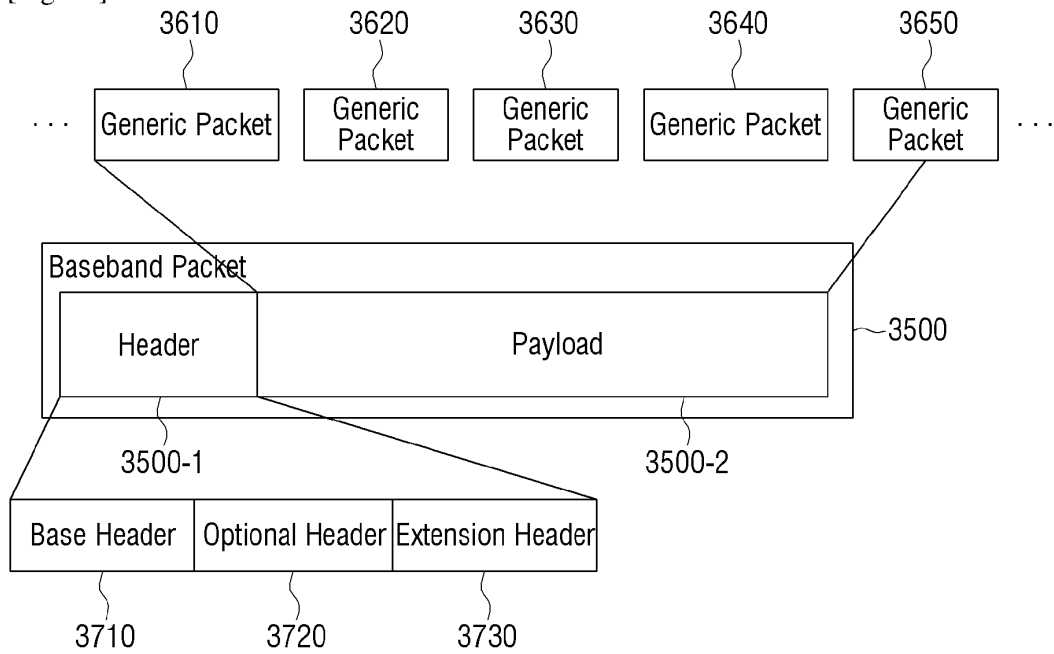 3610 3620 3630 3640 3650
... Generic Packet Generic Packet Generic Packet Generic Packet Generic Packet ...
Baseband Packet
Header Payload 3500
3500-1 3500-2
Base Header Optional Header Extension Header
3710 3720 3730